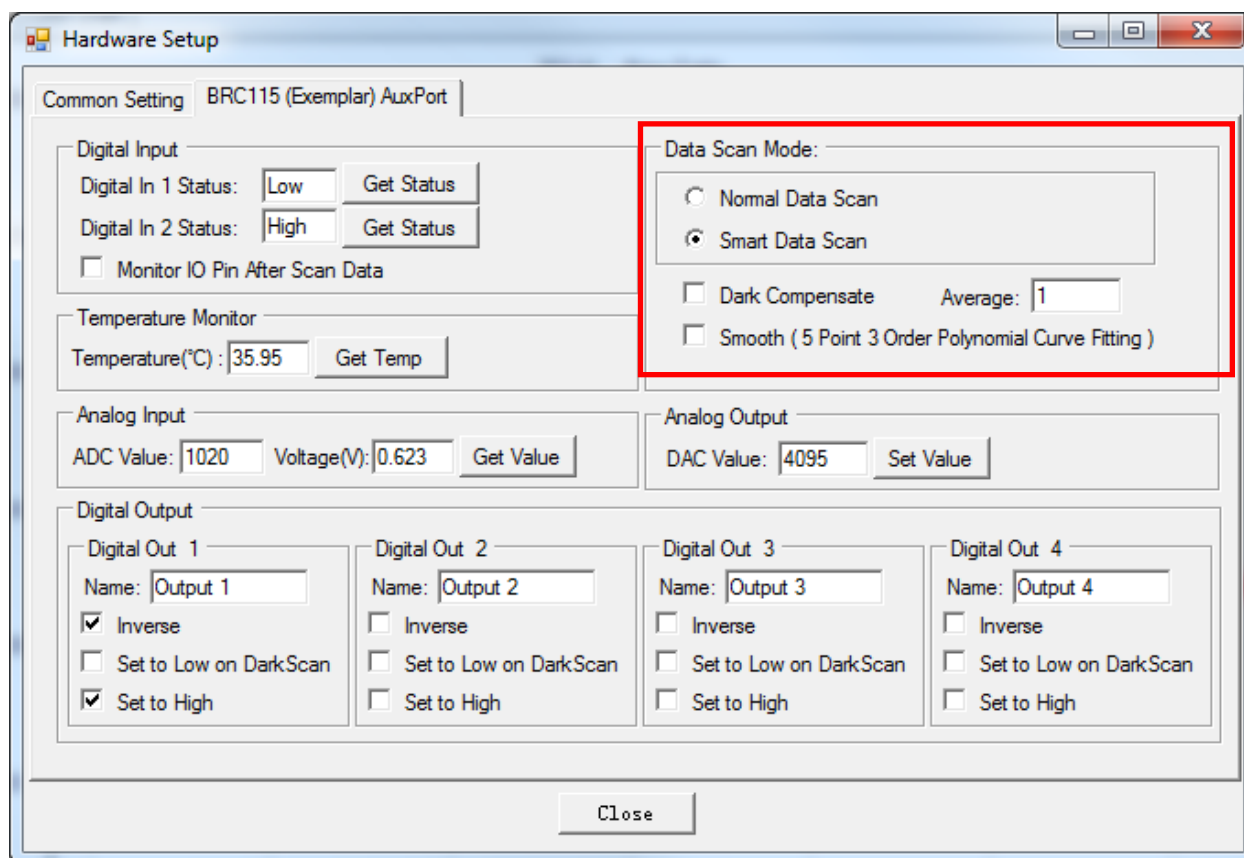 Hardware Setup
Common Setting
BRC115 (Exemplar) AuxPort
Digital Input
Digital In 1 Status: Low Get Status
Digital In 2 Status: High Get Status
Monitor IO Pin After Scan Data
Temperature Monitor
Temperature(°C) : 35.95 Get Temp
Data Scan Mode:
Normal Data Scan
Smart Data Scan
Dark Compensate Average: 1
Smooth ( 5 Point 3 Order Polynomial Curve Fitting )
Analog Input
ADC Value: 1020 Voltage(V): 0.623 Get Value
Analog Output
DAC Value: 4095 Set Value
Digital Output
Digital Out 1
Name: Output 1
Inverse
Set to Low on DarkScan
Set to High
Digital Out 2
Name: Output 2
Inverse
Set to Low on DarkScan
Set to High
Digital Out 3
Name: Output 3
Inverse
Set to Low on DarkScan
Set to High
Digital Out 4
Name: Output 4
Inverse
Set to Low on DarkScan
Set to High
Close